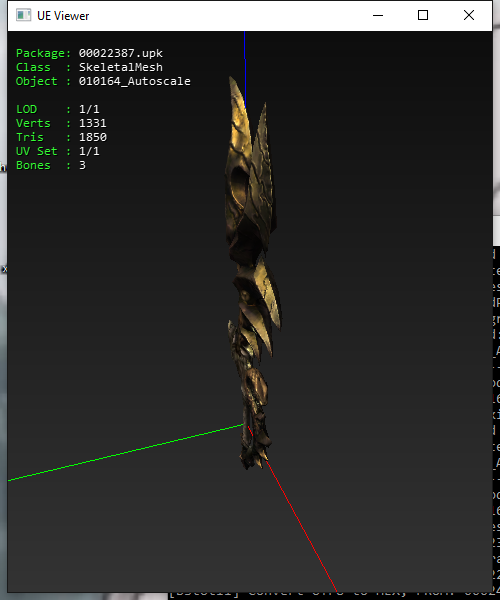 UE Viewer
Package: 00022387.upk
Class : SkeletalMesh
Object : 010164_Autoscale
LOD : 1/1
Verts : 1331
Tris : 1850
UV Set : 1/1
Bones : 3